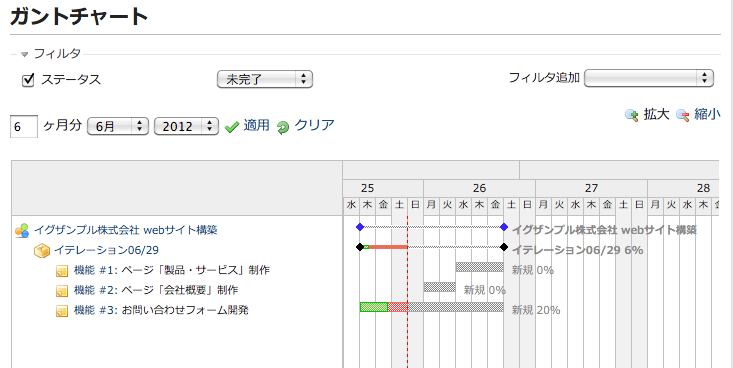 ガントチャート
フィルタ
ステータス 未完了 フィルタ追加
6 ヶ月分 6月 2012 適用 クリア 拡大 縮小
25 26 27 28
水 木 金 土 日 月 火 水 木 金 土 日 月 火 水 木 金 土 日 月 火 水 木 金
イグザンプル株式会社 webサイト構築 イグザンプル株式会社 webサイト構築
イテレーション06/29 イテレーション06/29 6%
機能 #1: ページ「製品・サービス」制作 新規 0%
機能 #2: ページ「会社概要」制作 新規 0%
機能 #3: お問い合わせフォーム開発 新規 20%